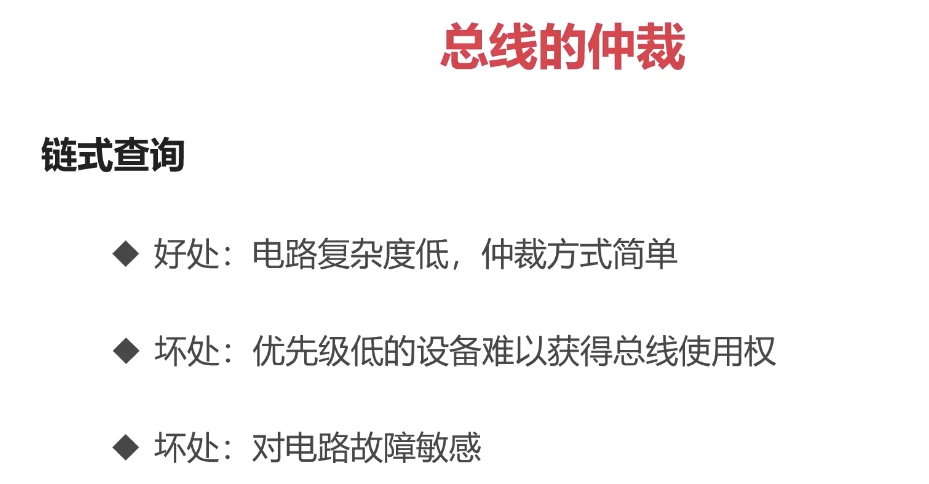 总线的仲裁
链式查询
◆ 好处：电路复杂度低，仲裁方式简单
◆ 坏处：优先级低的设备难以获得总线使用权
◆ 坏处：对电路故障敏感